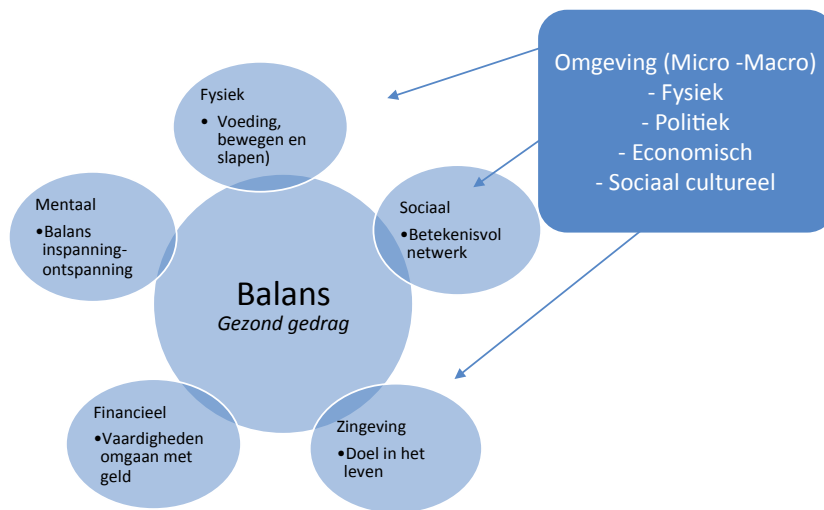 Omgeving (Micro -Macro)
- Fysiek
- Politiek
- Economisch
- Sociaal cultureel
Fysiek
• Voeding,
bewegen en
slapen)
Mentaal
•Balans
inspanning-
ontspanning
Sociaal
•Betekenisvol
netwerk
Balans
Gezond gedrag
Financieel
•Vaardigheden
omgaan met
geld
Zingeving
•Doel in het
leven